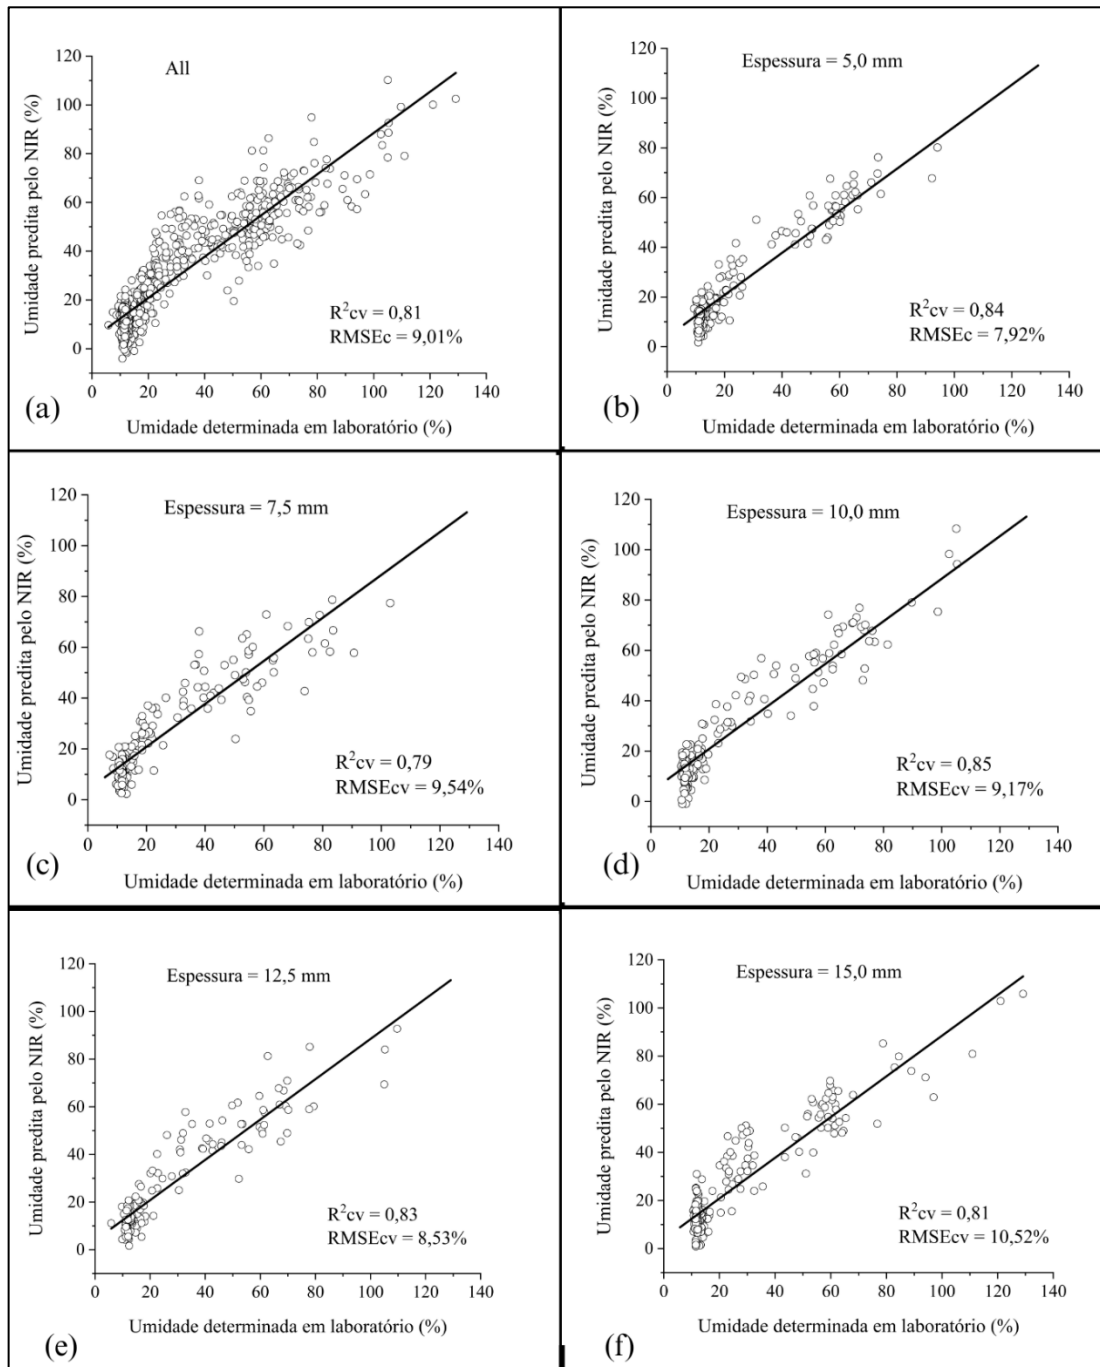 All
Umidade predita pelo NIR (%)
120
100
80
60
40
20
0
R²cv = 0,81
RMSEc = 9,01%
0 20 40 60 80 100 120 140
Umidade determinada em laboratório (%)
(a)
Espessura = 5,0 mm
Umidade predita pelo NIR (%)
120
100
80
60
40
20
0
R²cv = 0,84
RMSEc = 7,92%
0 20 40 60 80 100 120 140
Umidade determinada em laboratório (%)
(b)
Espessura = 7,5 mm
Umidade predita pelo NIR (%)
120
100
80
60
40
20
0
R²cv = 0,79
RMSEcv = 9,54%
0 20 40 60 80 100 120 140
Umidade determinada em laboratório (%)
(c)
Espessura = 10,0 mm
Umidade predita pelo NIR (%)
120
100
80
60
40
20
0
R²cv = 0,85
RMSEcv = 9,17%
0 20 40 60 80 100 120 140
Umidade determinada em laboratório (%)
(d)
Espessura = 12,5 mm
Umidade predita pelo NIR (%)
120
100
80
60
40
20
0
R²cv = 0,83
RMSEcv = 8,53%
0 20 40 60 80 100 120 140
Umidade determinada em laboratório (%)
(e)
Espessura = 15,0 mm
Umidade predita pelo NIR (%)
120
100
80
60
40
20
0
R²cv = 0,81
RMSEcv = 10,52%
0 20 40 60 80 100 120 140
Umidade determinada em laboratório (%)
(f)